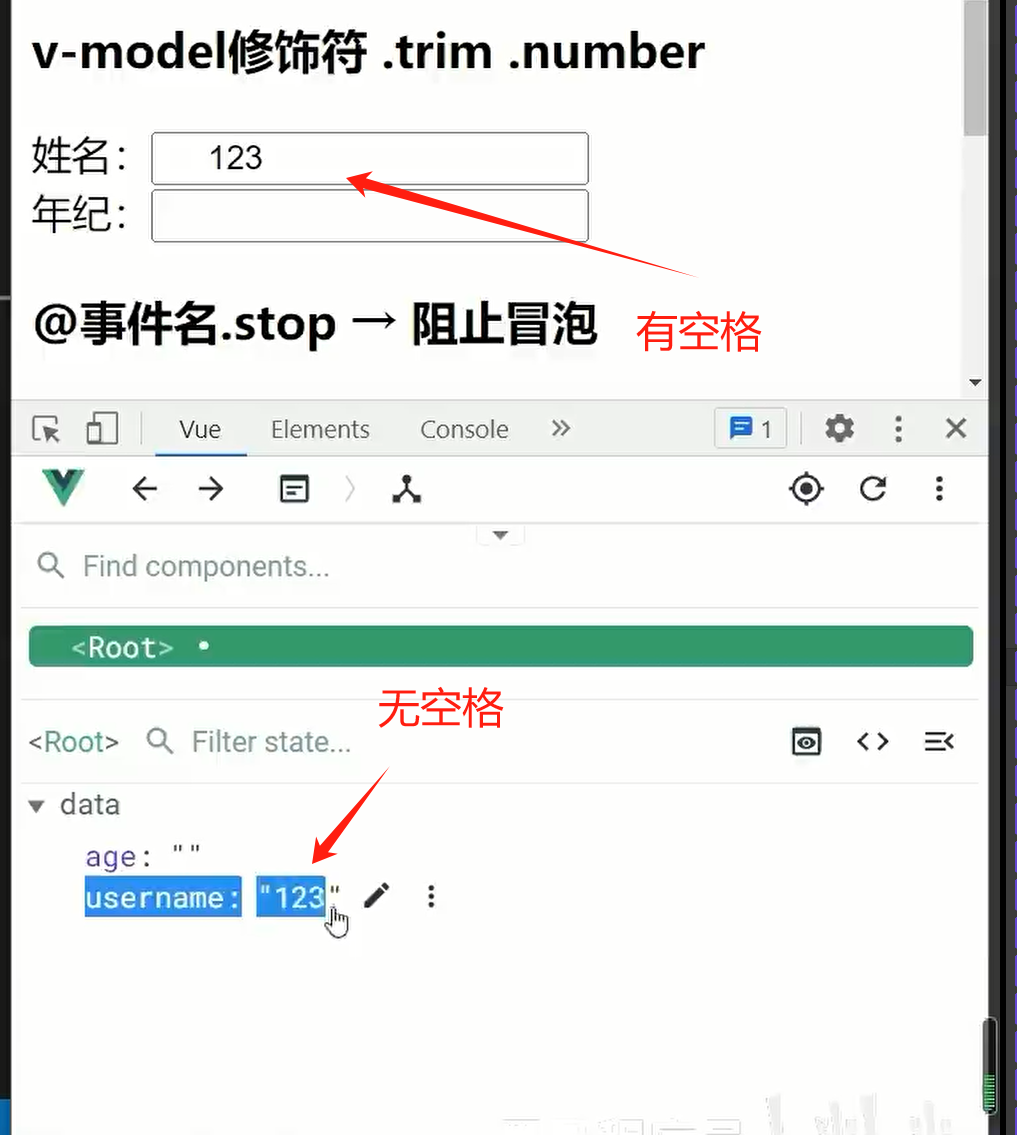 v-model修饰符 .trim .number
姓名： 123
年纪：
@事件名.stop → 阻止冒泡
有空格
Vue Elements Console » 1
Find components...
<Root>
无空格
<Root> Filter state...
data
age: ""
username: "123"